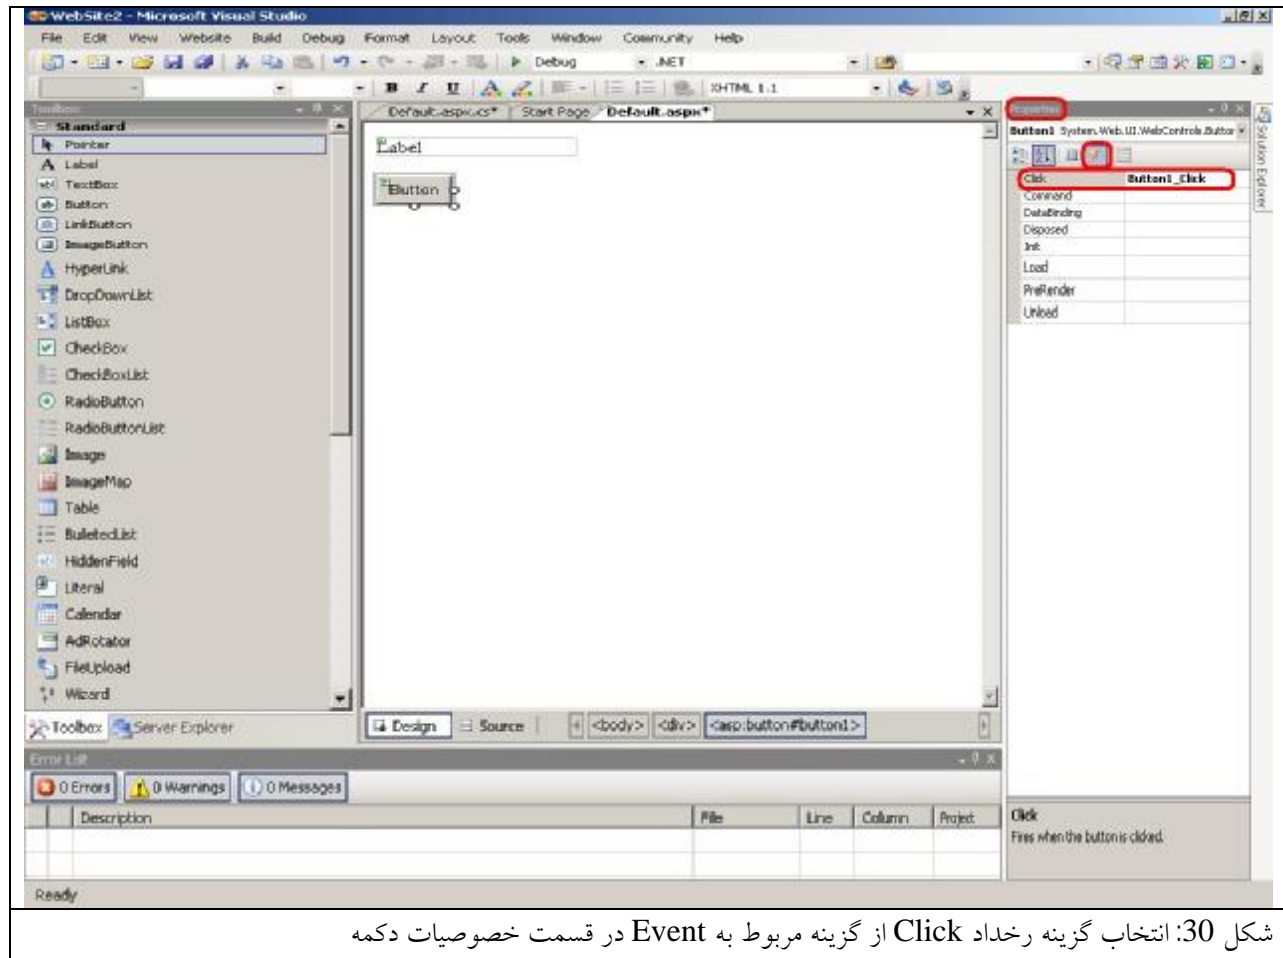 WebSite2 - Microsoft Visual Studio
File Edit View Website Build Debug Format Layout Tools Window Community Help
Debug .NET
B I U XHTML 1.1
Toolbox
Standard
Pointer
Label
TextBox
Button
LinkButton
ImageButton
HyperLink
DropDownList
ListBox
CheckBox
CheckBoxList
RadioButton
RadioButtonList
Image
ImageMap
Table
BulletedList
HiddenField
Literal
Calendar
AdRotator
FileUpload
Wizard
Toolbox Server Explorer
Default.aspx.cs* Start Page Default.aspx*
Label
Button
Design Source <body> <div> <asp:button#button1>
Properties
Button1 System.Web.UI.WebControls.Button
Click Button1_Click
Command
DataBinding
Disposed
Init
Load
PreRender
Unload
Click
Fires when the button is clicked.
Solution Explorer
Error List
0 Errors 0 Warnings 0 Messages
Description File Line Column Project
Ready
شکل 30: انتخاب گزینه رخداد Click از گزینه مربوط به Event در قسمت خصوصیات دکمه